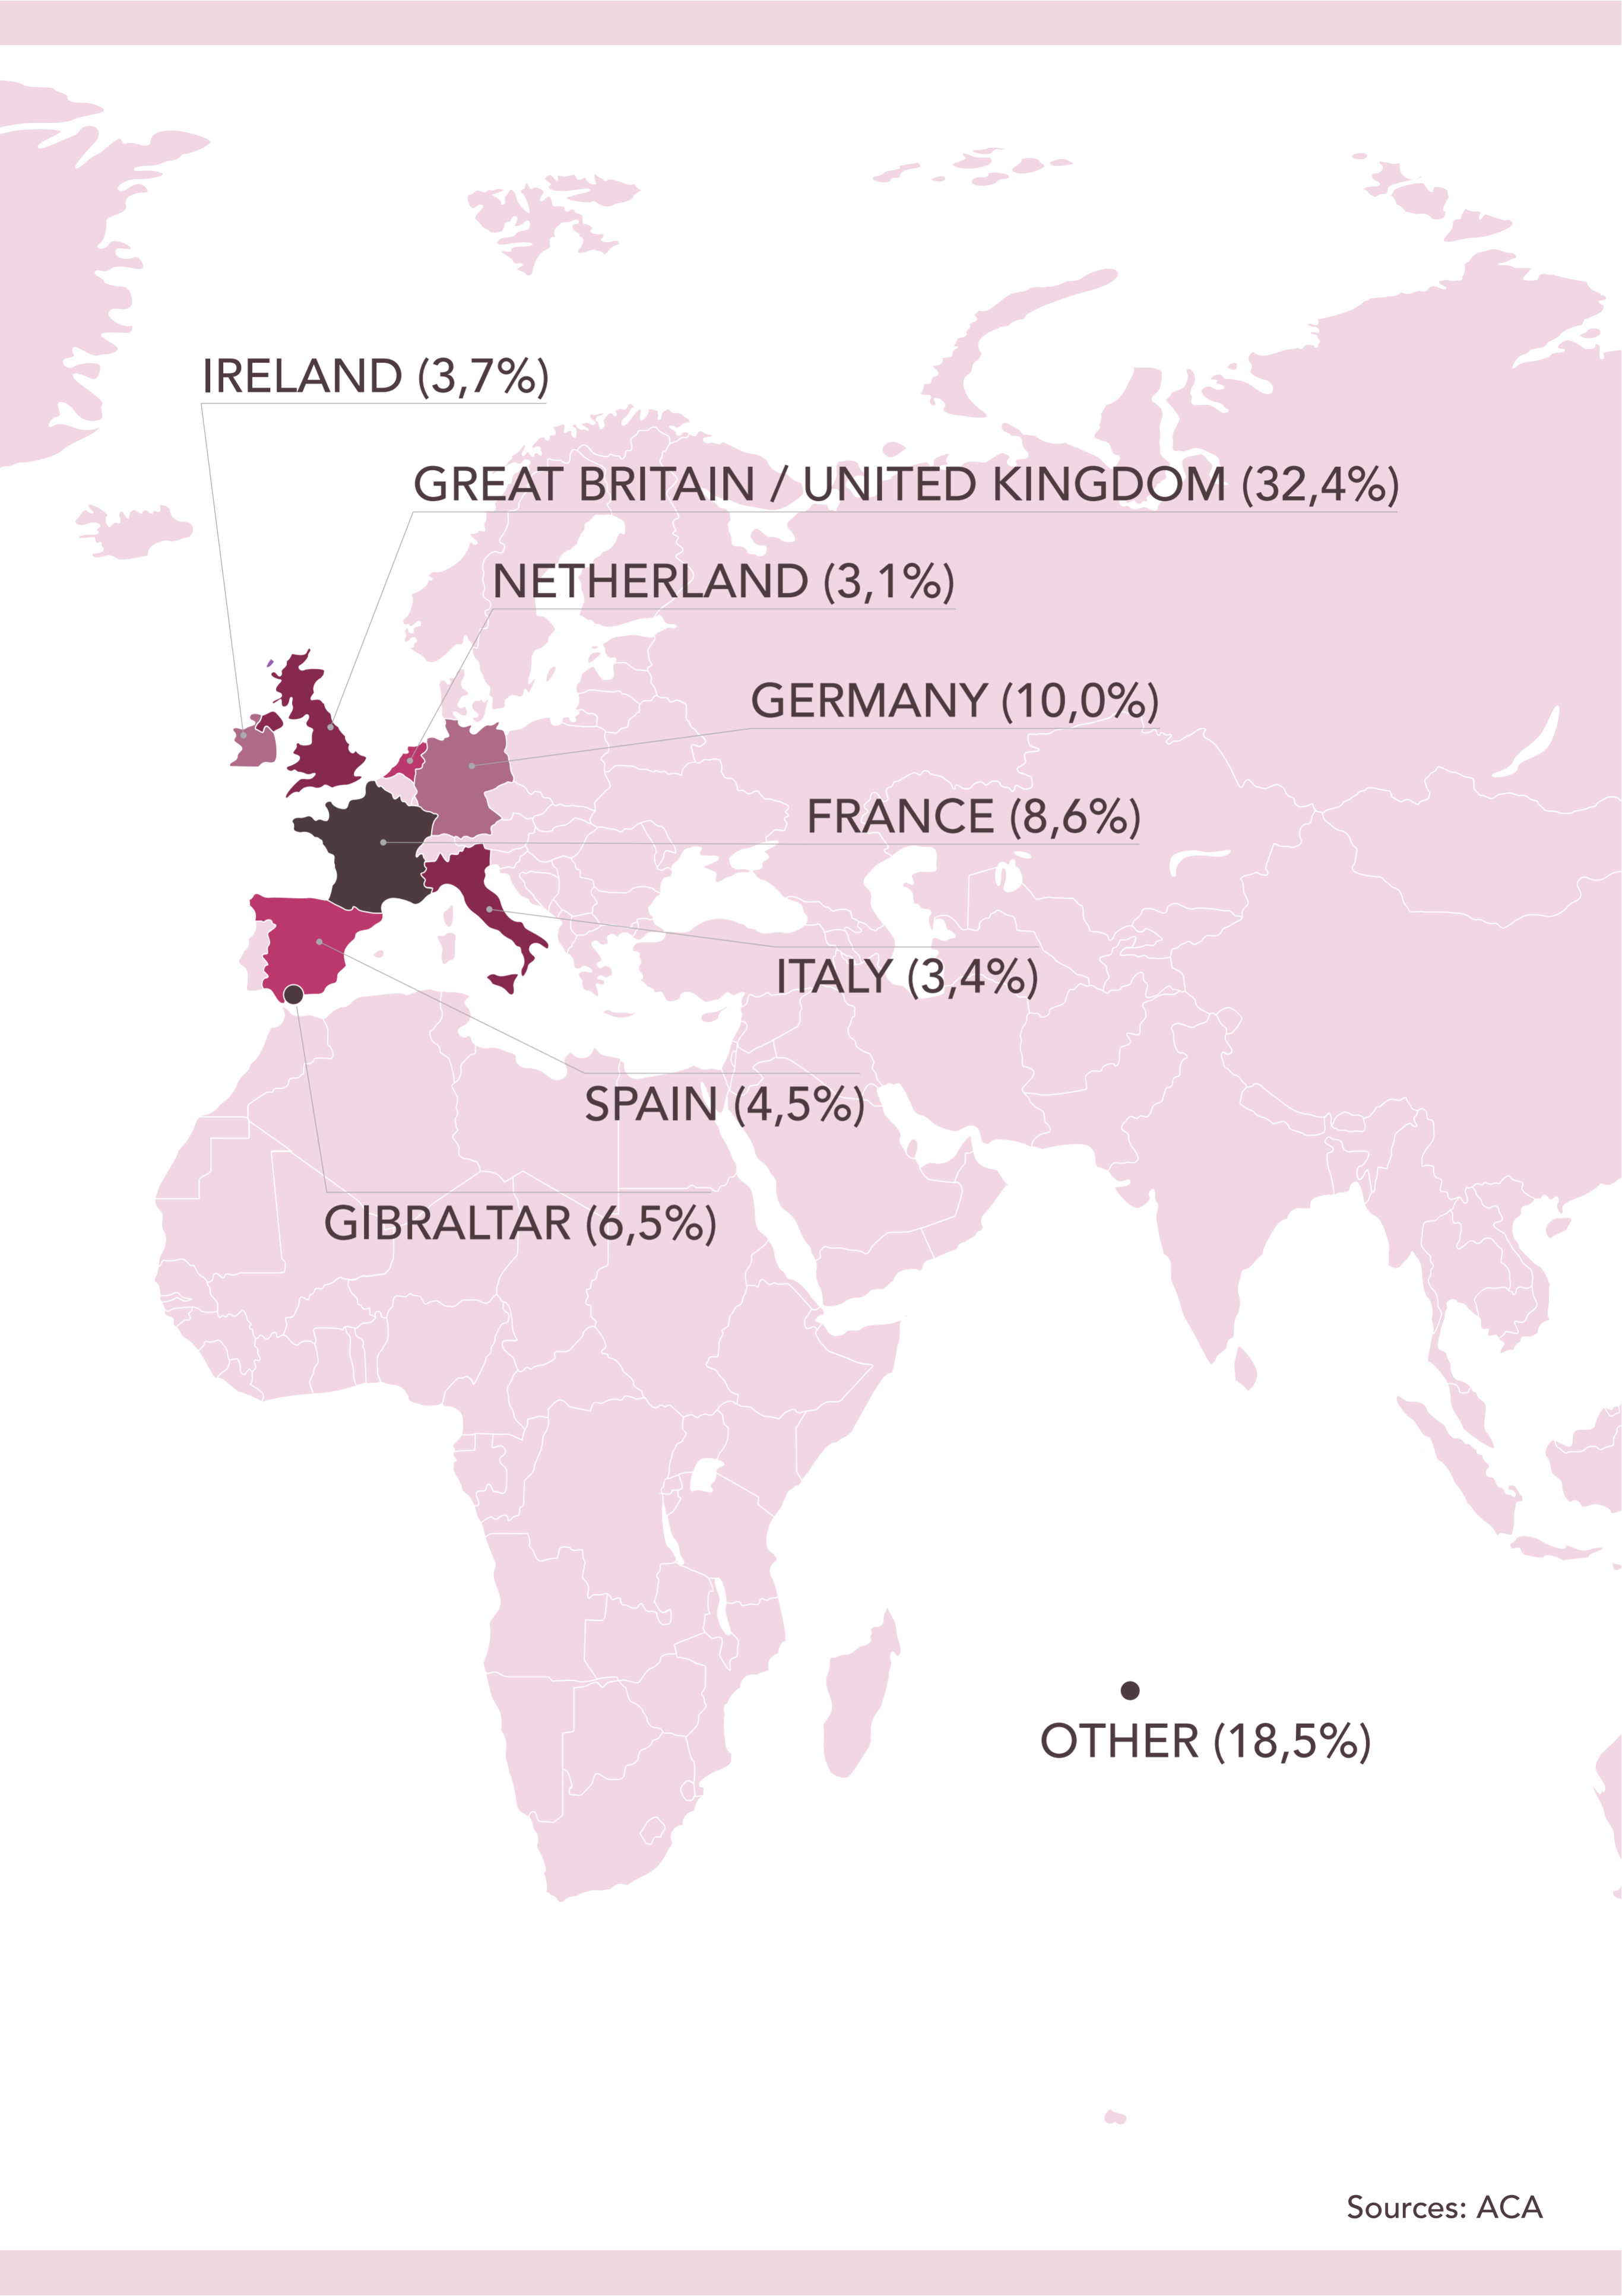 IRELAND (3,7%)
GREAT BRITAIN / UNITED KINGDOM (32,4%)
NETHERLAND (3,1%)
GERMANY (10,0%)
FRANCE (8,6%)
ITALY (3,4%)
SPAIN (4,5%)
GIBRALTAR (6,5%)
OTHER (18,5%)
Sources: ACA